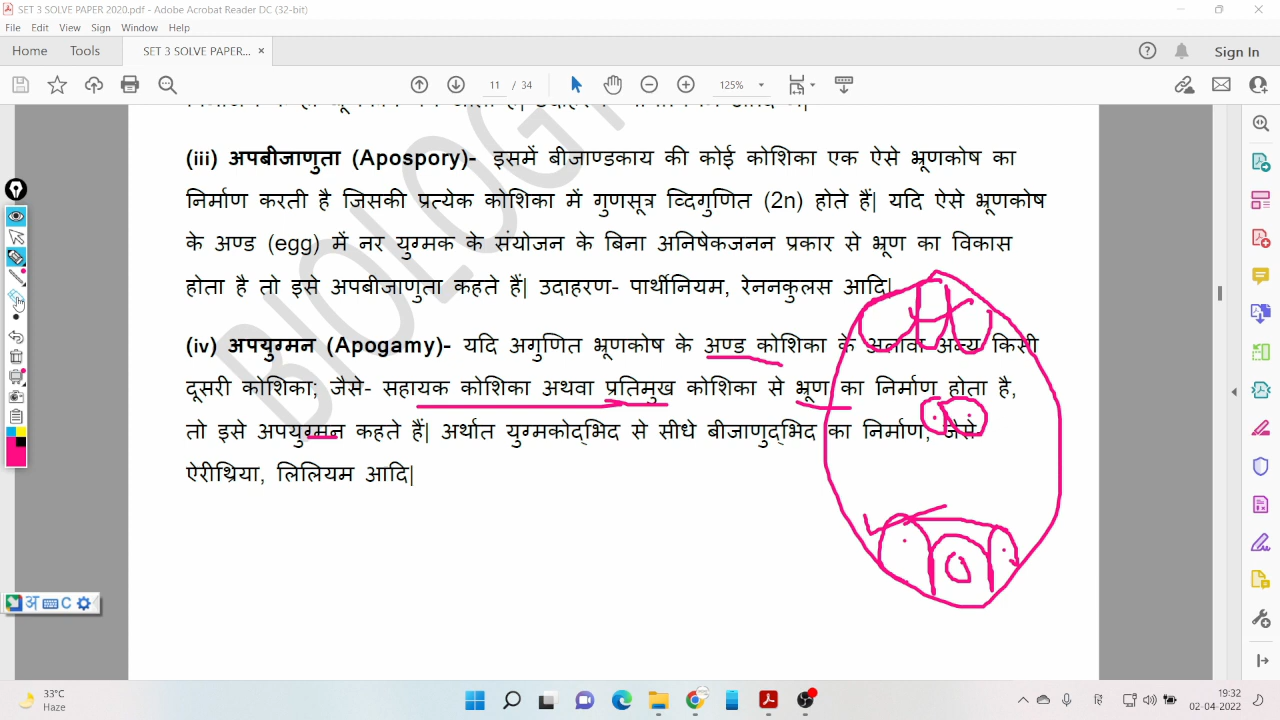 SET 3 SOLVE PAPER 2020.pdf - Adobe Acrobat Reader DC (32-bit)
File Edit View Sign Window Help
Home Tools SET 3 SOLVE PAPER... × Sign In
11 / 34 125%
(iii) अपबीजाणुता (Apospory)- इसमें बीजाण्डकाय की कोई कोशिका एक ऐसे भ्रूणकोष का
निर्माण करती है जिसकी प्रत्येक कोशिका में गुणसूत्र व्दिगुणित (2n) होते हैं| यदि ऐसे भ्रूणकोष
के अण्ड (egg) में नर युग्मक के संयोजन के बिना अनिषेकजनन प्रकार से भ्रूण का विकास
होता है तो इसे अपबीजाणुता कहते हैं| उदाहरण- पार्थीनियम, रेननकुलस आदि|
(iv) अपयुग्मन (Apogamy)- यदि अगुणित भ्रूणकोष के अण्ड कोशिका के अलावा अन्य किसी
दूसरी कोशिका; जैसे- सहायक कोशिका अथवा प्रतिमुख कोशिका से भ्रूण का निर्माण होता है,
तो इसे अपयुग्मन कहते हैं| अर्थात युग्मकोद्‌भिद से सीधे बीजाणुद्‌भिद का निर्माण, जैसे-
ऐरीथ्रिया, लिलियम आदि|
BIOLOGY
अ C
33°C
Haze
19:32
02-04-2022